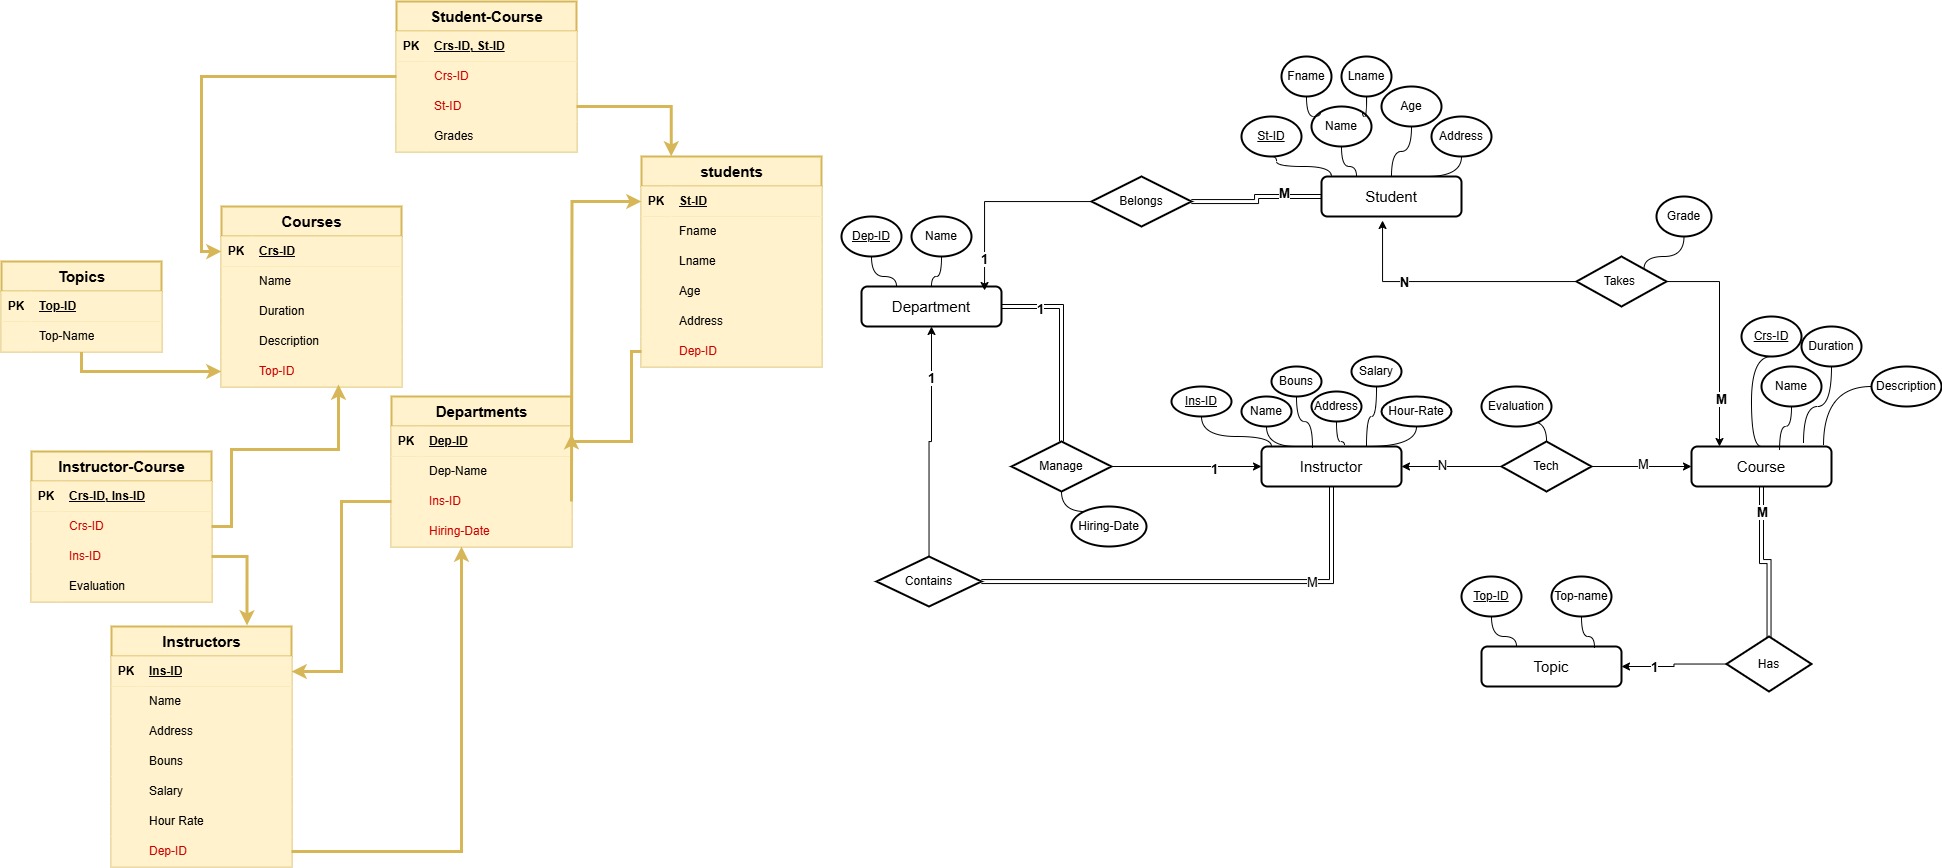 Student-Course
PK Crs-ID, St-ID
Crs-ID
St-ID
Grades
students
PK St-ID
Fname
Lname
Age
Address
Dep-ID
Courses
PK Crs-ID
Name
Duration
Description
Top-ID
Topics
PK Top-ID
Top-Name
Departments
PK Dep-ID
Dep-Name
Ins-ID
Hiring-Date
Instructor-Course
PK Crs-ID, Ins-ID
Crs-ID
Ins-ID
Evaluation
Instructors
PK Ins-ID
Name
Address
Bouns
Salary
Hour Rate
Dep-ID
Fname
Lname
St-ID
Name
Age
Address
Student
M
Belongs
1
Dep-ID
Name
Department
Grade
Takes
N
M
1
Manage
1
Hiring-Date
1
Contains
M
Ins-ID
Name
Bouns
Address
Salary
Hour-Rate
Instructor
Evaluation
N
Tech
M
Crs-ID
Name
Duration
Description
Course
M
Has
1
Top-ID
Top-name
Topic